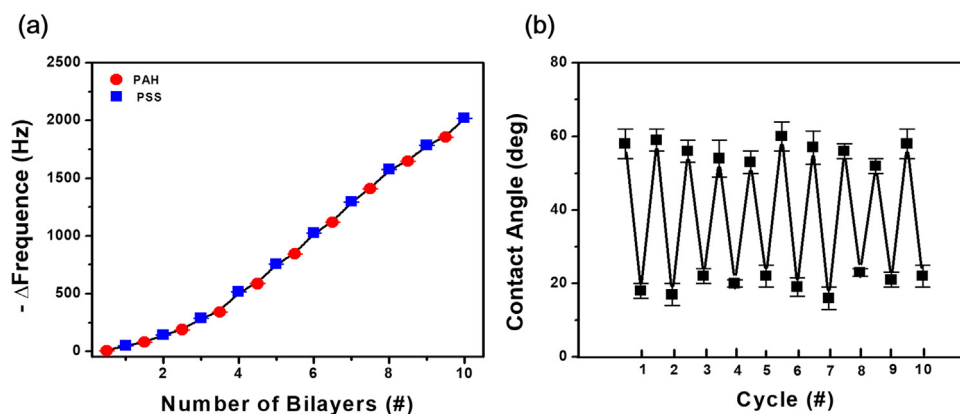 (a)
2500
2000
1500
1000
500
0
PAH
PSS
- ΔFrequence (Hz)
2 4 6 8 10
Number of Bilayers (#)
(b)
80
60
40
20
0
Contact Angle (deg)
1 2 3 4 5 6 7 8 9 10
Cycle (#)